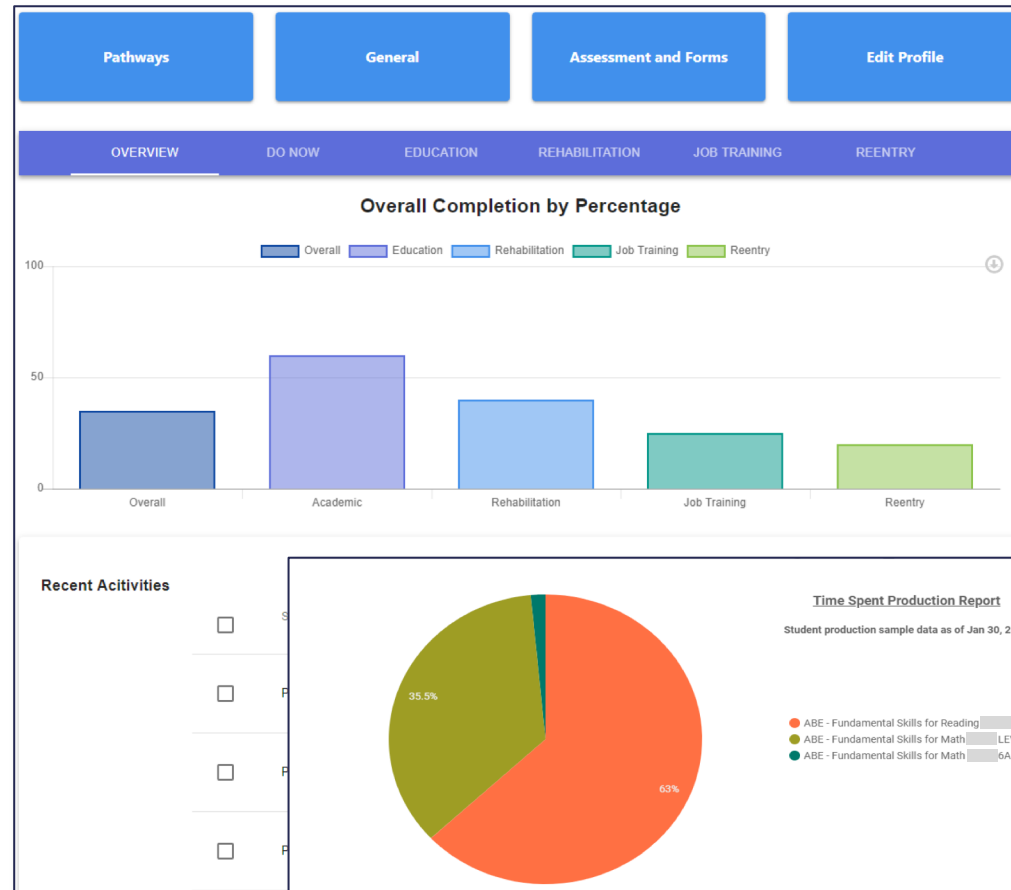 Pathways
General
Assessment and Forms
Edit Profile
OVERVIEW DO NOW EDUCATION REHABILITATION JOB TRAINING REENTRY
Overall Completion by Percentage
Overall Education Rehabilitation Job Training Reentry
100
50
0
Overall Academic Rehabilitation Job Training Reentry
Recent Acitivities
S
P
P
P
Time Spent Production Report
Student production sample data as of Jan 30, 2
35.5%
63%
ABE - Fundamental Skills for Reading
ABE - Fundamental Skills for Math LE
ABE - Fundamental Skills for Math 6A